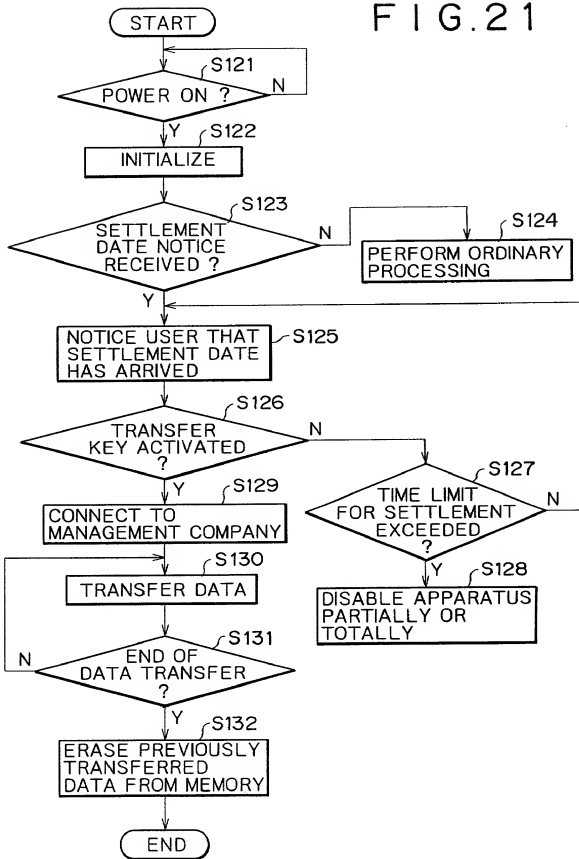 FIG.21
START
S121
POWER ON ?
N
Y
S122
INITIALIZE
S123
SETTLEMENT
DATE NOTICE
RECEIVED ?
N
Y
S124
PERFORM ORDINARY
PROCESSING
S125
NOTICE USER THAT
SETTLEMENT DATE
HAS ARRIVED
S126
TRANSFER
KEY ACTIVATED
?
N
Y
S127
TIME LIMIT
FOR SETTLEMENT
EXCEEDED
?
N
Y
S128
DISABLE APPARATUS
PARTIALLY OR
TOTALLY
S129
CONNECT TO
MANAGEMENT COMPANY
S130
TRANSFER DATA
S131
END OF
DATA TRANSFER
?
N
Y
S132
ERASE PREVIOUSLY
TRANSFERRED
DATA FROM MEMORY
END